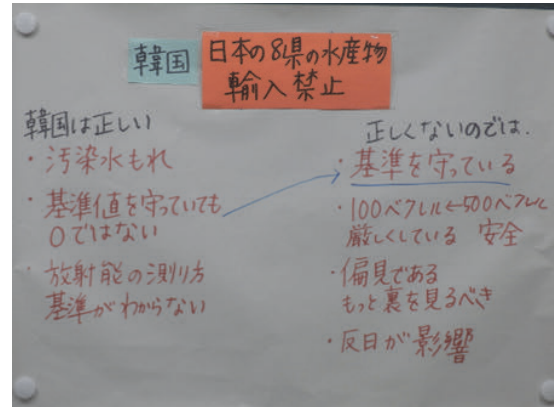 韓国
日本の8県の水産物
輸入禁止
韓国は正しい
・汚染水もれ
・基準値を守っていても
0ではない
・放射能の測り方
基準がわからない
正しくないのでは.
・基準を守っている
・100ベクレル←500ベクレル
厳しくしている 安全
・偏見である
もっと裏を見るべき
・反日が影響